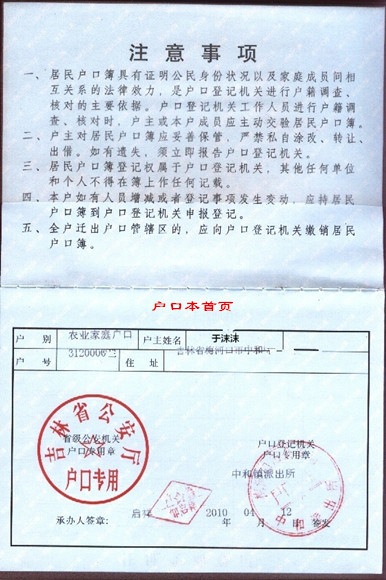 注意事项
一、居民户口簿具有证明公民身份状况以及家庭成员间相
互关系的法律效力，是户口登记机关进行户籍调查、
核对的主要依据。户口登记机关工作人员进行户籍调
查、核对时，户主或本户成员应主动交验居民户口簿。
二、户主对居民户口簿应妥善保管，严禁私自涂改、转让、
出借。如有遗失，须立即报告户口登记机关。
三、居民户口簿登记权属于户口登记机关，其他任何单位
和个人不得在簿上作任何记载。
四、本户如有人员增减或者登记事项发生变动，应持居民
户口簿到户口登记机关申报登记。
五、全户迁出户口管辖区的，应向户口登记机关缴销居民
户口簿。
户口本首页
户别 农业家庭户口 户主姓名 于沫沫
户号 3120006 住址 吉林省梅河口市中和
吉林省公安厅
户口专用
省级公安机关
户口专用章
户口登记机关
户口专用章
中和镇派出所
承办人签章： 2010年04月12日签发